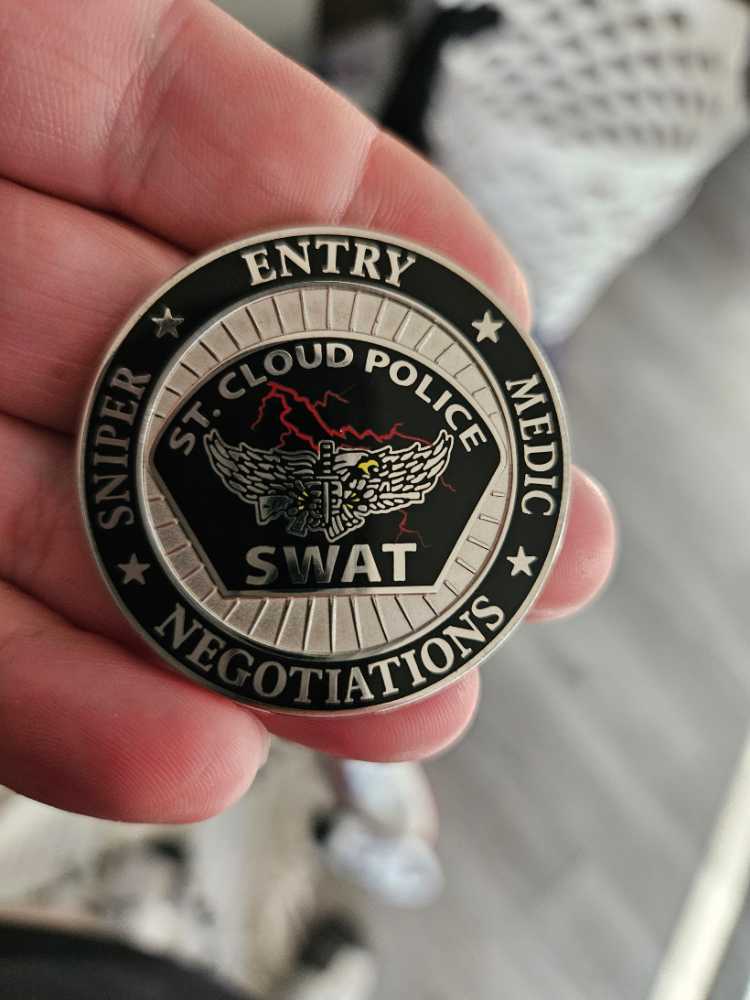 ENTRY
MEDIC
NEGOTIATIONS
SNIPER
ST. CLOUD POLICE
SWAT